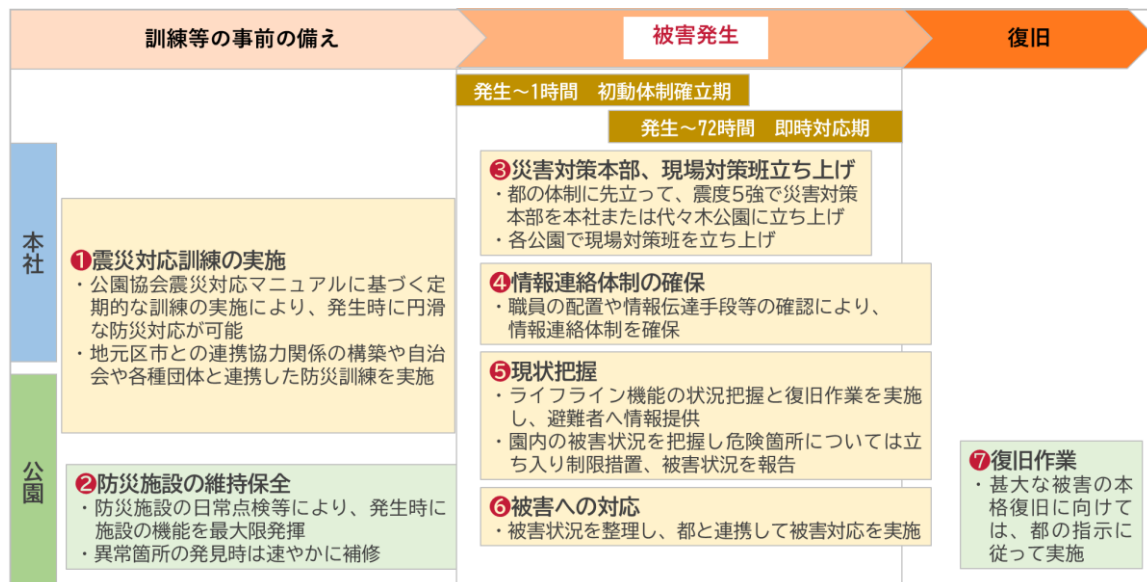 訓練等の事前の備え
被害発生
復旧
発生～1時間　初動体制確立期
発生～72時間　即時対応期
本社
公園
❶震災対応訓練の実施
・公園協会震災対応マニュアルに基づく定
期的な訓練の実施により、発生時に円滑
な防災対応が可能
・地元区市との連携協力関係の構築や自治
会や各種団体と連携した防災訓練を実施
❷防災施設の維持保全
・防災施設の日常点検等により、発生時に
施設の機能を最大限発揮
・異常箇所の発見時は速やかに補修
❸災害対策本部、現場対策班立ち上げ
・都の体制に先立って、震度5強で災害対策
本部を本社または代々木公園に立ち上げ
・各公園で現場対策班を立ち上げ
❹情報連絡体制の確保
・職員の配置や情報伝達手段等の確認により、
情報連絡体制を確保
❺現状把握
・ライフライン機能の状況把握と復旧作業を実施
し、避難者へ情報提供
・園内の被害状況を把握し危険箇所については立
ち入り制限措置、被害状況を報告
❻被害への対応
・被害状況を整理し、都と連携して被害対応を実施
❼復旧作業
・甚大な被害の本
格復旧に向けて
は、都の指示に
従って実施